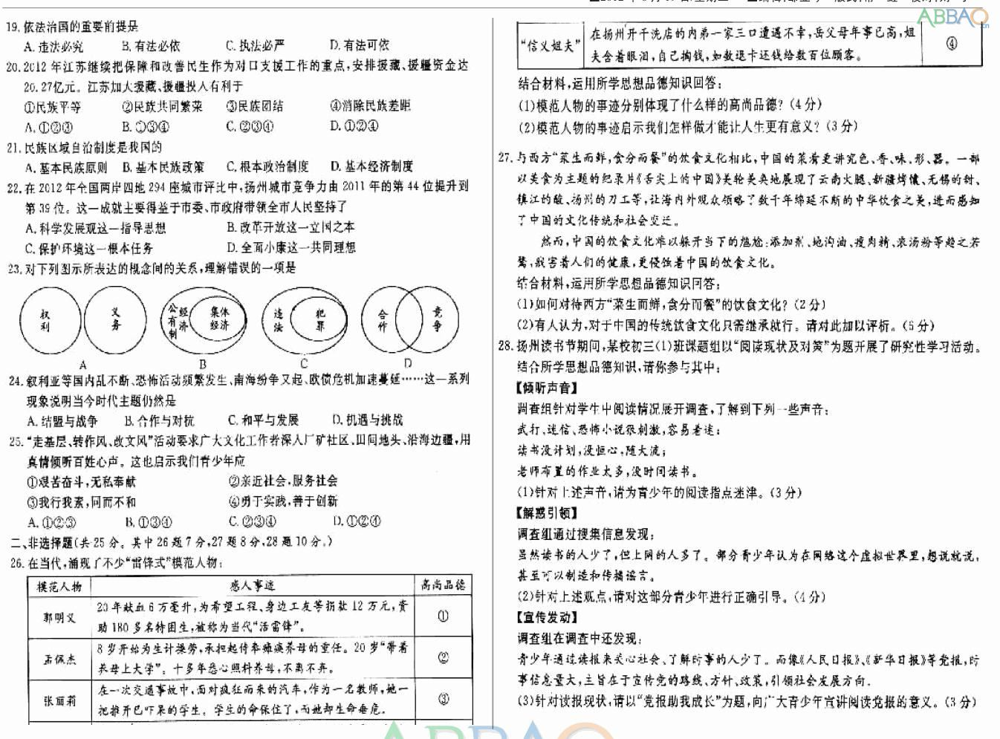 ABBAO.cn
19.依法治国的重要前提是
A.违法必究 B.有法必依 C.执法必严 D.有法可依
20.2012年江苏继续把保障和改善民生作为对口支援工作的重点,安排援藏、援疆资金达
20.27亿元。江苏加大援藏、援疆投入有利于
①民族平等 ②民族共同繁荣 ③民族团结 ④消除民族差距
A.①②③ B.①③④ C.②③④ D.①②④
21.民族区域自治制度是我国的
A.基本民族原则 B.基本民族政策 C.根本政治制度 D.基本经济制度
22.在2012年全国两岸四地294座城市评比中,扬州城市竞争力由2011年的第44位提升到
第39位。这一成就主要得益于市委、市政府带领全市人民坚持了
A.科学发展观这一指导思想 B.改革开放这一立国之本
C.保护环境这一根本任务 D.全面小康这一共同理想
23.对下列图示所表达的概念间的关系,理解错误的一项是
权利 义务 公有制经济 集体经济 违法 犯罪 合作 竞争
A B C D
24.叙利亚等国内乱不断、恐怖活动频繁发生、南海纷争又起、欧债危机加速蔓延……这一系列
现象说明当今时代主题仍然是
A.结盟与战争 B.合作与对抗 C.和平与发展 D.机遇与挑战
25.“走基层、转作风、改文风”活动要求广大文化工作者深入厂矿社区、田间地头、沿海边疆,用
真情倾听百姓心声。这也启示我们青少年应
①艰苦奋斗,无私奉献 ②亲近社会,服务社会
③我行我素,同而不和 ④勇于实践,善于创新
A.①②③ B.①③④ C.②③④ D.①②④
二、非选择题(共25分。其中26题7分,27题8分,28题10分。)
26.在当代,涌现了不少“雷锋式”模范人物:
模范人物 感人事迹 高尚品德
郭明义 20年献血6万毫升,为希望工程、身边工友等捐款12万元,资
助180多名特困生,被称为当代“活雷锋”。 ①
孟佩杰 8岁开始为生计操劳,承担起侍奉瘫痪养母的重任。20岁“带着
养母上大学”。十多年悉心照料养母,不离不弃。 ②
张丽莉 在一次交通事故中,面对疯狂而来的汽车,作为一名教师,她一
把推开已吓呆的学生。学生的命保住了,而她却生命垂危。 ③
“信义姐夫” 在扬州开干洗店的内弟一家三口遭遇不幸,岳父母年事已高,姐
夫含着眼泪,自己掏钱,如数退卡还钱给数百位顾客。 ④
结合材料,运用所学思想品德知识回答:
(1)模范人物的事迹分别体现了什么样的高尚品德?(4分)
(2)模范人物的事迹启示我们怎样做才能让人生更有意义?(3分)
27.与西方“菜生而鲜,食分而餐”的饮食文化相比,中国的菜肴更讲究色、香、味、形、器。一部
以美食为主题的纪录片《舌尖上的中国》美轮美奂地展现了云南火腿、新疆烤馕、无锡的甜、
镇江的酸、扬州的刀工等,让海内外观众领略了数千年绵延不断的中华饮食之美,进而感知
了中国的文化传统和社会变迁。
然而,中国的饮食文化难以躲开当下的尴尬:添加剂、地沟油、瘦肉精、浓汤粉等趋之若
鹜,戕害着人们的健康,更侵蚀着中国的饮食文化。
结合材料,运用所学思想品德知识回答:
(1)如何对待西方“菜生而鲜,食分而餐”的饮食文化?(2分)
(2)有人认为,对于中国的传统饮食文化只需继承就行。请对此加以评析。(6分)
28.扬州读书节期间,某校初三(1)班课题组以“阅读现状及对策”为题开展了研究性学习活动。
结合所学思想品德知识,请你参与其中:
【倾听声音】
调查组针对学生中阅读情况展开调查,了解到下列一些声音:
武打、迷信、恐怖小说很刺激,容易着迷;
读书没计划,没恒心,随大流;
老师布置的作业太多,没时间读书。
(1)针对上述声音,请为青少年的阅读指点迷津。(3分)
【解惑引领】
调查组通过搜集信息发现:
虽然读书的人少了,但上网的人多了。部分青少年认为在网络这个虚拟世界里,想说就说,
甚至可以制造和传播谣言。
(2)针对上述观点,请对这部分青少年进行正确引导。(4分)
【宣传发动】
调查组在调查中还发现:
青少年通过读报来关心社会、了解时事的人少了。而像《人民日报》、《新华日报》等党报,时
事信息量大,主旨在于宣传党的路线、方针、政策,引领社会发展方向。
(3)针对读报现状,请以“党报助我成长”为题,向广大青少年宣讲阅读党报的意义。(3分)